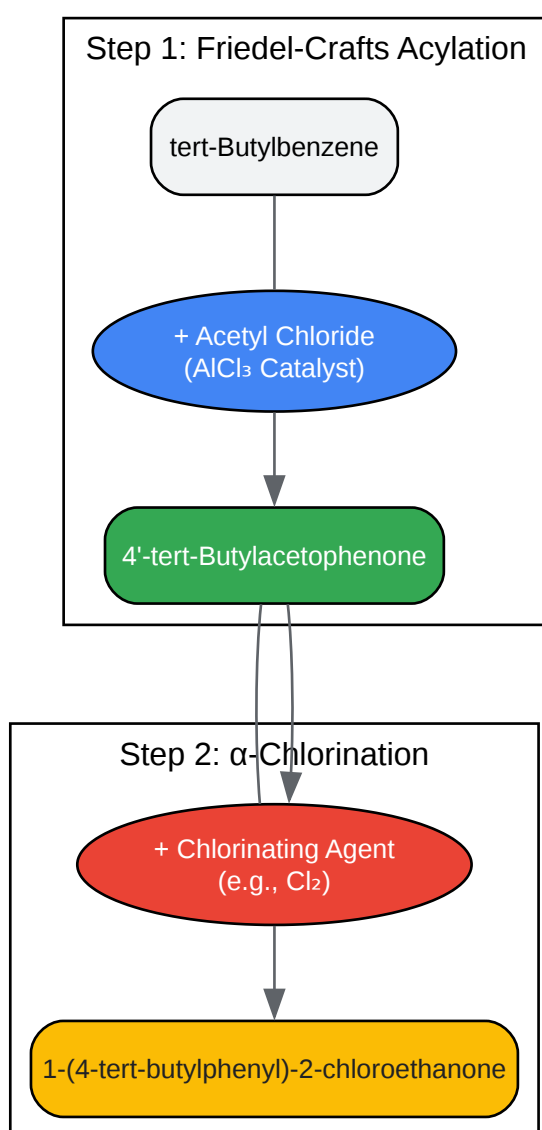 Step 1: Friedel-Crafts Acylation
tert-Butylbenzene
+ Acetyl Chloride
(AlCl₃ Catalyst)
4'-tert-Butylacetophenone
Step 2: α-Chlorination
+ Chlorinating Agent
(e.g., Cl₂)
1-(4-tert-butylphenyl)-2-chloroethanone